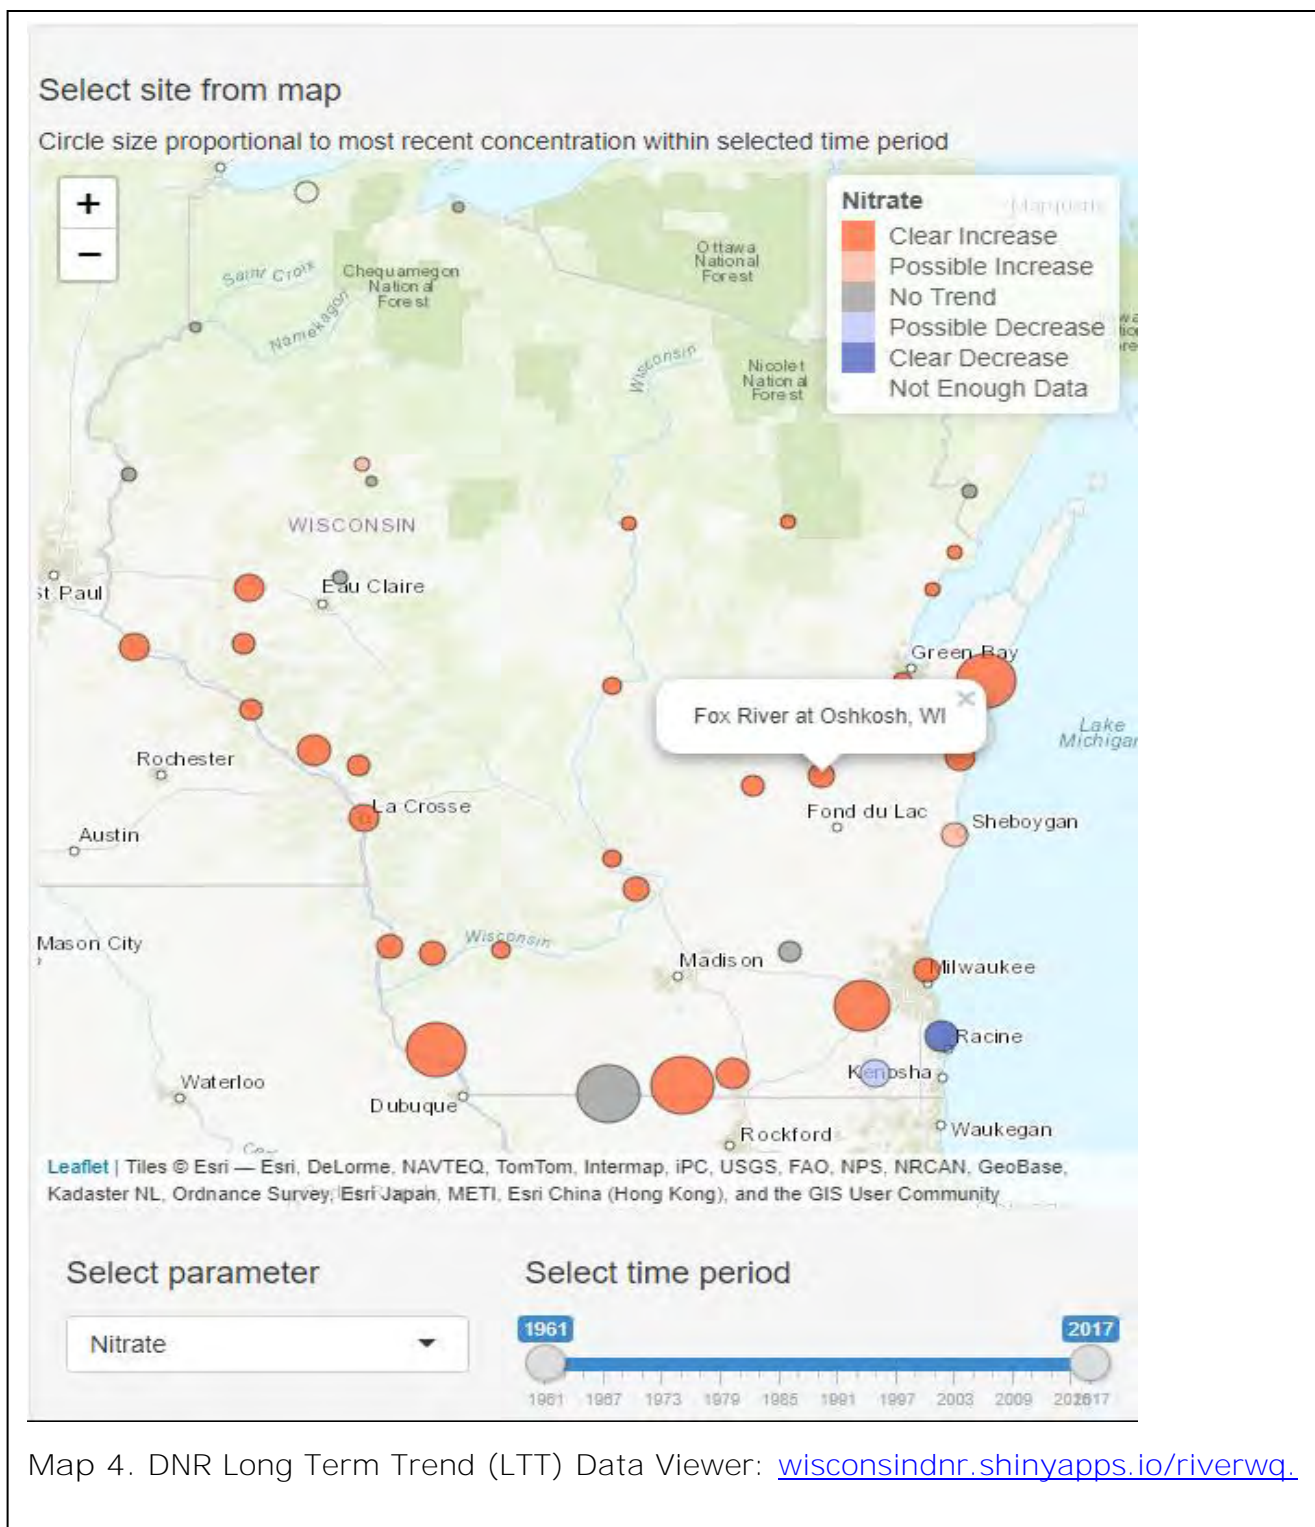 Select site from map
Circle size proportional to most recent concentration within selected time period
+
−
Nitrate
Marquette
Clear Increase
Possible Increase
No Trend
Possible Decrease
Clear Decrease
Not Enough Data
Ottawa
National
Forest
Saint Croix
Chequamegon
National
Forest
Namekagon
Wisconsin
Nicolet
National
Forest
WISCONSIN
Eau Claire
St Paul
Green Bay
Fox River at Oshkosh, WI
×
Lake
Michigan
Rochester
La Crosse
Fond du Lac
Sheboygan
Austin
Mason City
Wisconsin
Madison
Milwaukee
Racine
Kenosha
Waterloo
Dubuque
Rockford
Waukegan
Leaflet | Tiles © Esri — Esri, DeLorme, NAVTEQ, TomTom, Intermap, iPC, USGS, FAO, NPS, NRCAN, GeoBase,
Kadaster NL, Ordnance Survey, Esri Japan, METI, Esri China (Hong Kong), and the GIS User Community
Select parameter
Select time period
Nitrate
1961
2017
1961 1967 1973 1979 1985 1991 1997 2003 2009 2017
Map 4. DNR Long Term Trend (LTT) Data Viewer: wisconsindnr.shinyapps.io/riverwq.